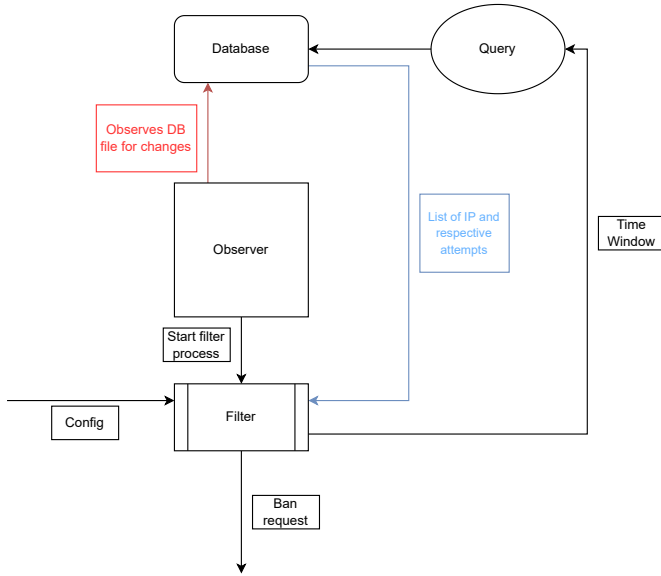 Database
Query
Observes DB
file for changes
List of IP and
respective
attempts
Time
Window
Observer
Start filter
process
Filter
Config
Ban
request